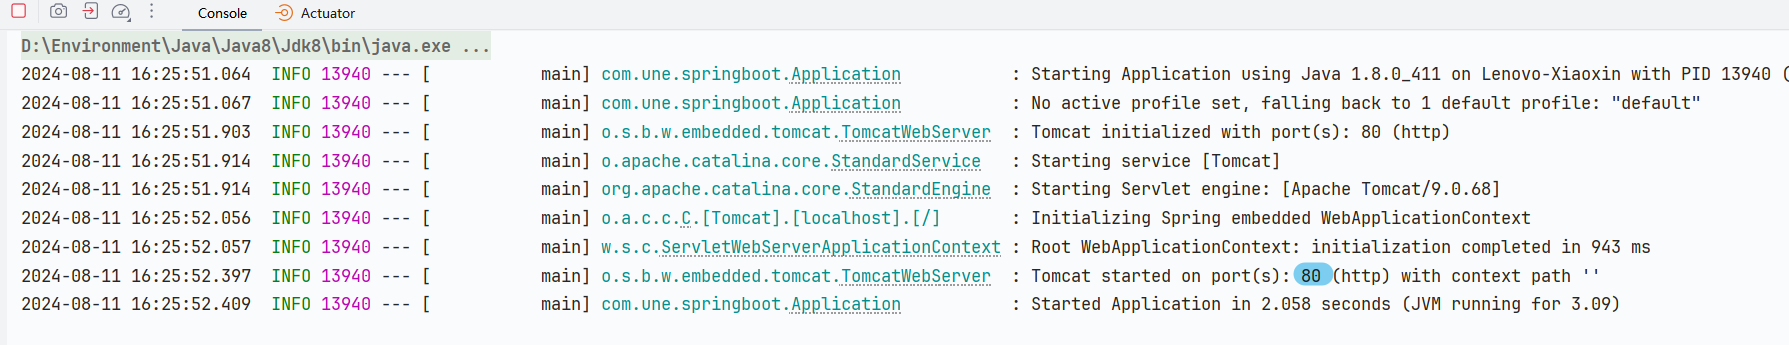 Console Actuator
D:\Environment\Java\Java8\Jdk8\bin\java.exe ...
2024-08-11 16:25:51.064  INFO 13940 --- [           main] com.une.springboot.Application           : Starting Application using Java 1.8.0_411 on Lenovo-Xiaoxin with PID 13940 (
2024-08-11 16:25:51.067  INFO 13940 --- [           main] com.une.springboot.Application           : No active profile set, falling back to 1 default profile: "default"
2024-08-11 16:25:51.903  INFO 13940 --- [           main] o.s.b.w.embedded.tomcat.TomcatWebServer  : Tomcat initialized with port(s): 80 (http)
2024-08-11 16:25:51.914  INFO 13940 --- [           main] o.apache.catalina.core.StandardService   : Starting service [Tomcat]
2024-08-11 16:25:51.914  INFO 13940 --- [           main] org.apache.catalina.core.StandardEngine  : Starting Servlet engine: [Apache Tomcat/9.0.68]
2024-08-11 16:25:52.056  INFO 13940 --- [           main] o.a.c.c.C.[Tomcat].[localhost].[/]       : Initializing Spring embedded WebApplicationContext
2024-08-11 16:25:52.057  INFO 13940 --- [           main] w.s.c.ServletWebServerApplicationContext : Root WebApplicationContext: initialization completed in 943 ms
2024-08-11 16:25:52.397  INFO 13940 --- [           main] o.s.b.w.embedded.tomcat.TomcatWebServer  : Tomcat started on port(s): 80 (http) with context path ''
2024-08-11 16:25:52.409  INFO 13940 --- [           main] com.une.springboot.Application           : Started Application in 2.058 seconds (JVM running for 3.09)